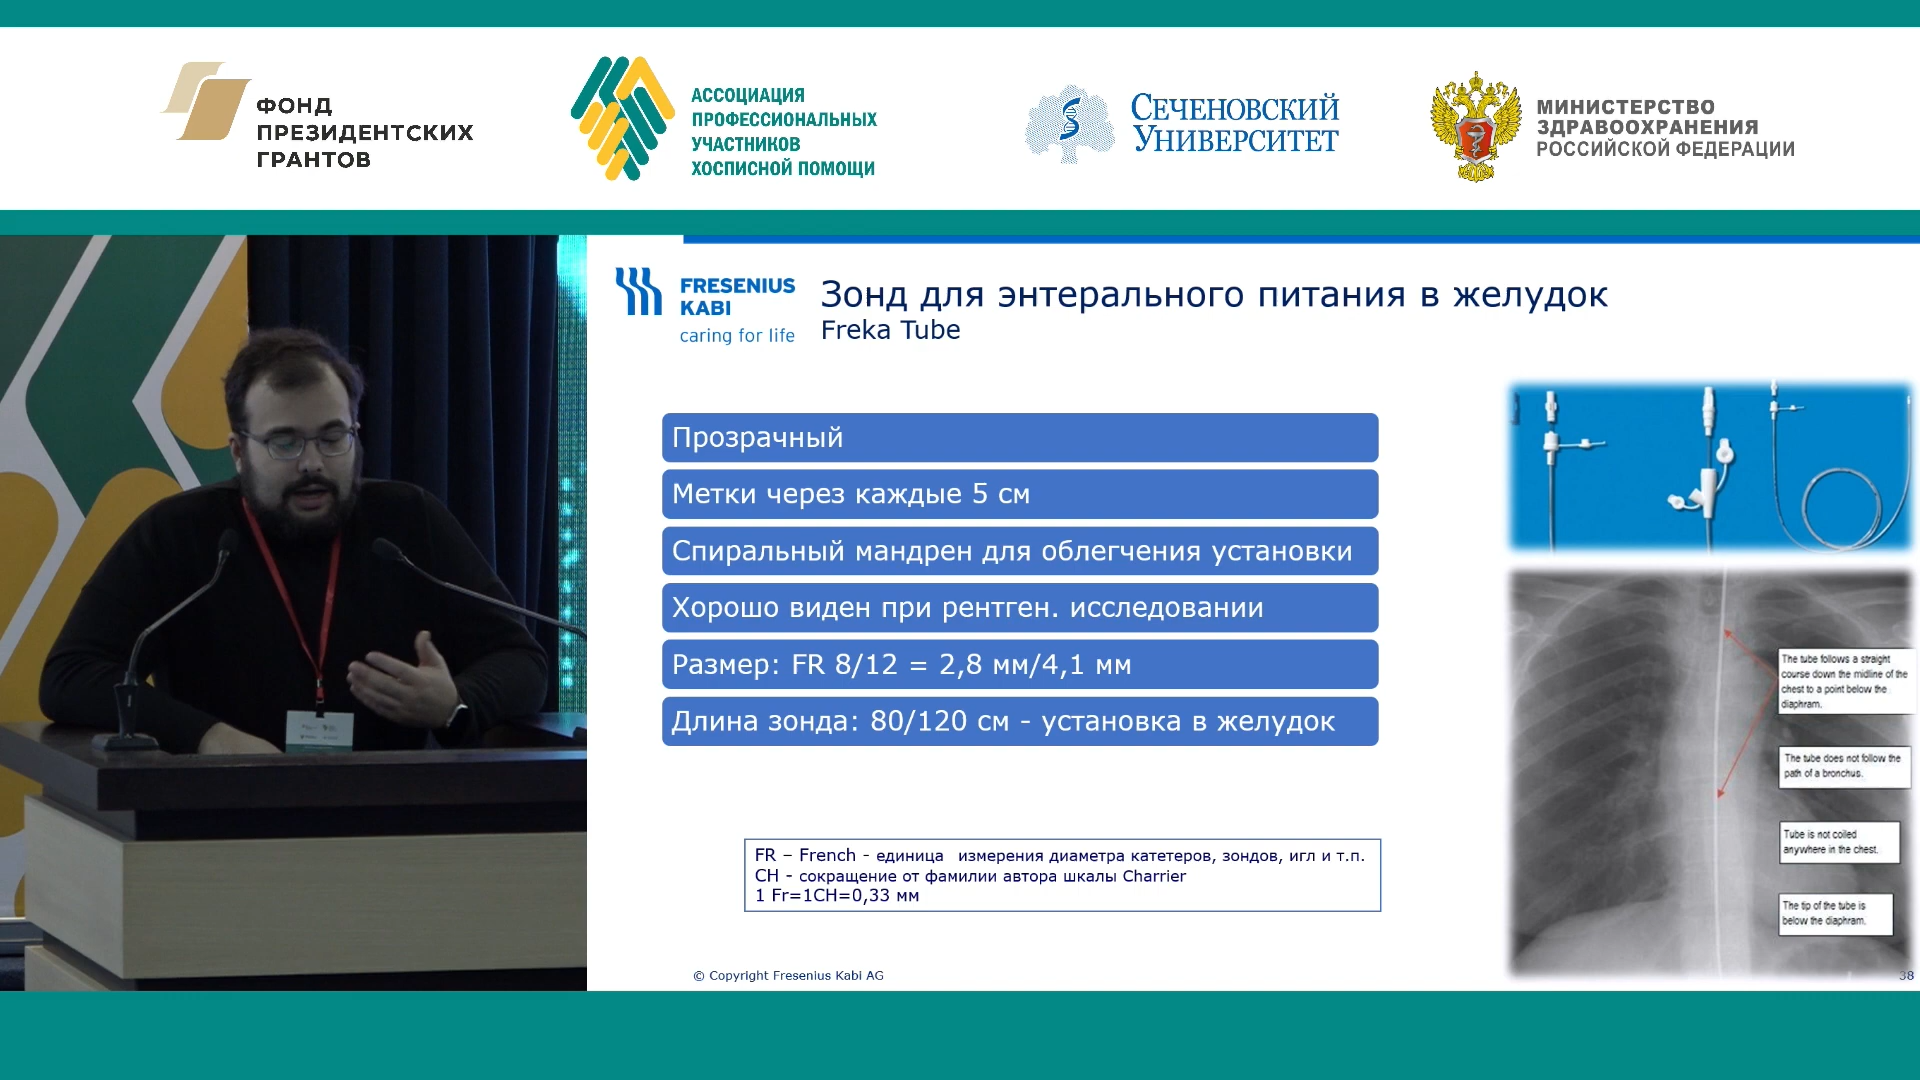 ФОНД
ПРЕЗИДЕНТСКИХ
ГРАНТОВ
АССОЦИАЦИЯ
ПРОФЕССИОНАЛЬНЫХ
УЧАСТНИКОВ
ХОСПИСНОЙ ПОМОЩИ
СЕЧЕНОВСКИЙ
УНИВЕРСИТЕТ
МИНИСТЕРСТВО
ЗДРАВООХРАНЕНИЯ
РОССИЙСКОЙ ФЕДЕРАЦИИ
FRESENIUS
KABI
caring for life
Зонд для энтерального питания в желудок
Freka Tube
Прозрачный
Метки через каждые 5 см
Спиральный мандрен для облегчения установки
Хорошо виден при рентген. исследовании
Размер: FR 8/12 = 2,8 мм/4,1 мм
Длина зонда: 80/120 см - установка в желудок
FR – French - единица измерения диаметра катетеров, зондов, игл и т.п.
CH - сокращение от фамилии автора шкалы Charrier
1 Fr=1CH=0,33 мм
The tube follows a straight
course down the midline of the
chest to a point below the
diaphram.
The tube does not follow the
path of a bronchus.
Tube is not coiled
anywhere in the chest.
The tip of the tube is
below the diaphram.
© Copyright Fresenius Kabi AG
38